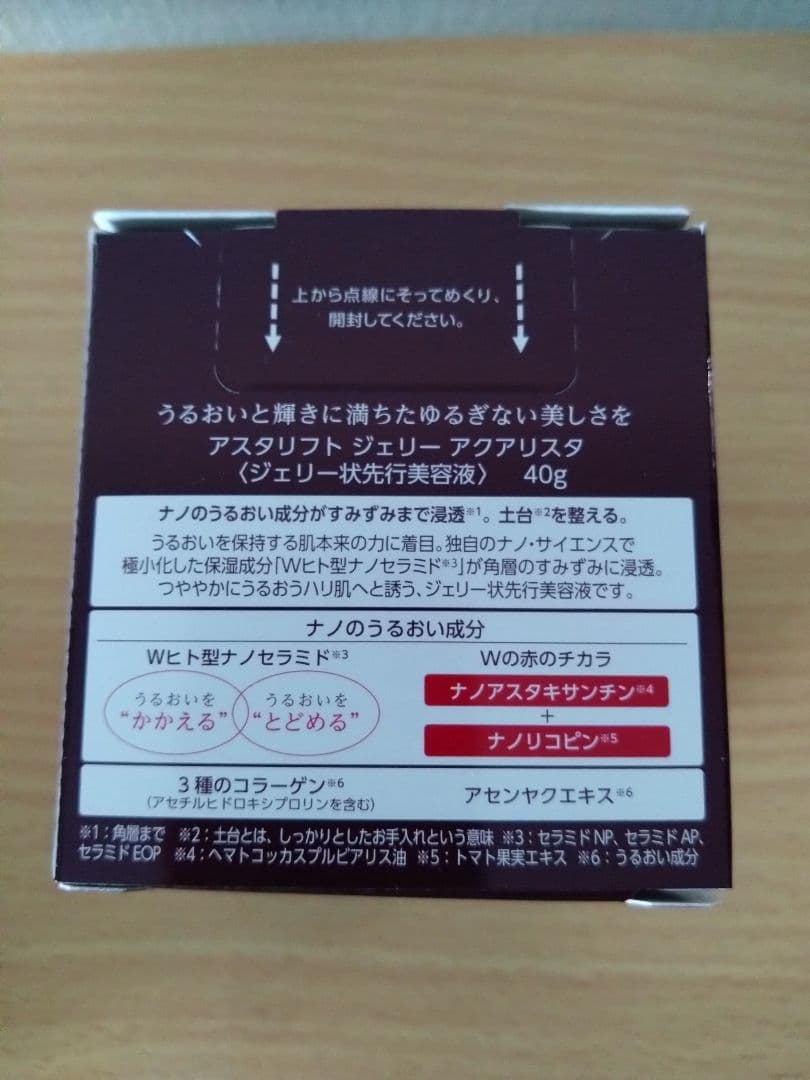 上から点線にそってめくり、
開封してください。
うるおいと輝きに満ちたゆるぎない美しさを
アスタリフト ジェリー アクアリスタ
〈ジェリー状先行美容液〉 40g
ナノのうるおい成分がすみずみまで浸透※1。土台※2を整える。
うるおいを保持する肌本来の力に着目。独自のナノ・サイエンスで
極小化した保湿成分「Wヒト型ナノセラミド※3」が角層のすみずみに浸透。
つややかにうるおうハリ肌へと誘う、ジェリー状先行美容液です。
ナノのうるおい成分
Wヒト型ナノセラミド※3
うるおいを
“かかえる”
うるおいを
“とどめる”
Wの赤のチカラ
ナノアスタキサンチン※4
+
ナノリコピン※5
3種のコラーゲン※6
(アセチルヒドロキシプロリンを含む)
アセンヤクエキス※6
※1:角層まで ※2:土台とは、しっかりとしたお手入れという意味 ※3:セラミドNP、セラミドAP、
セラミドEOP ※4:ヘマトコッカスプルビアリス油 ※5:トマト果実エキス ※6:うるおい成分